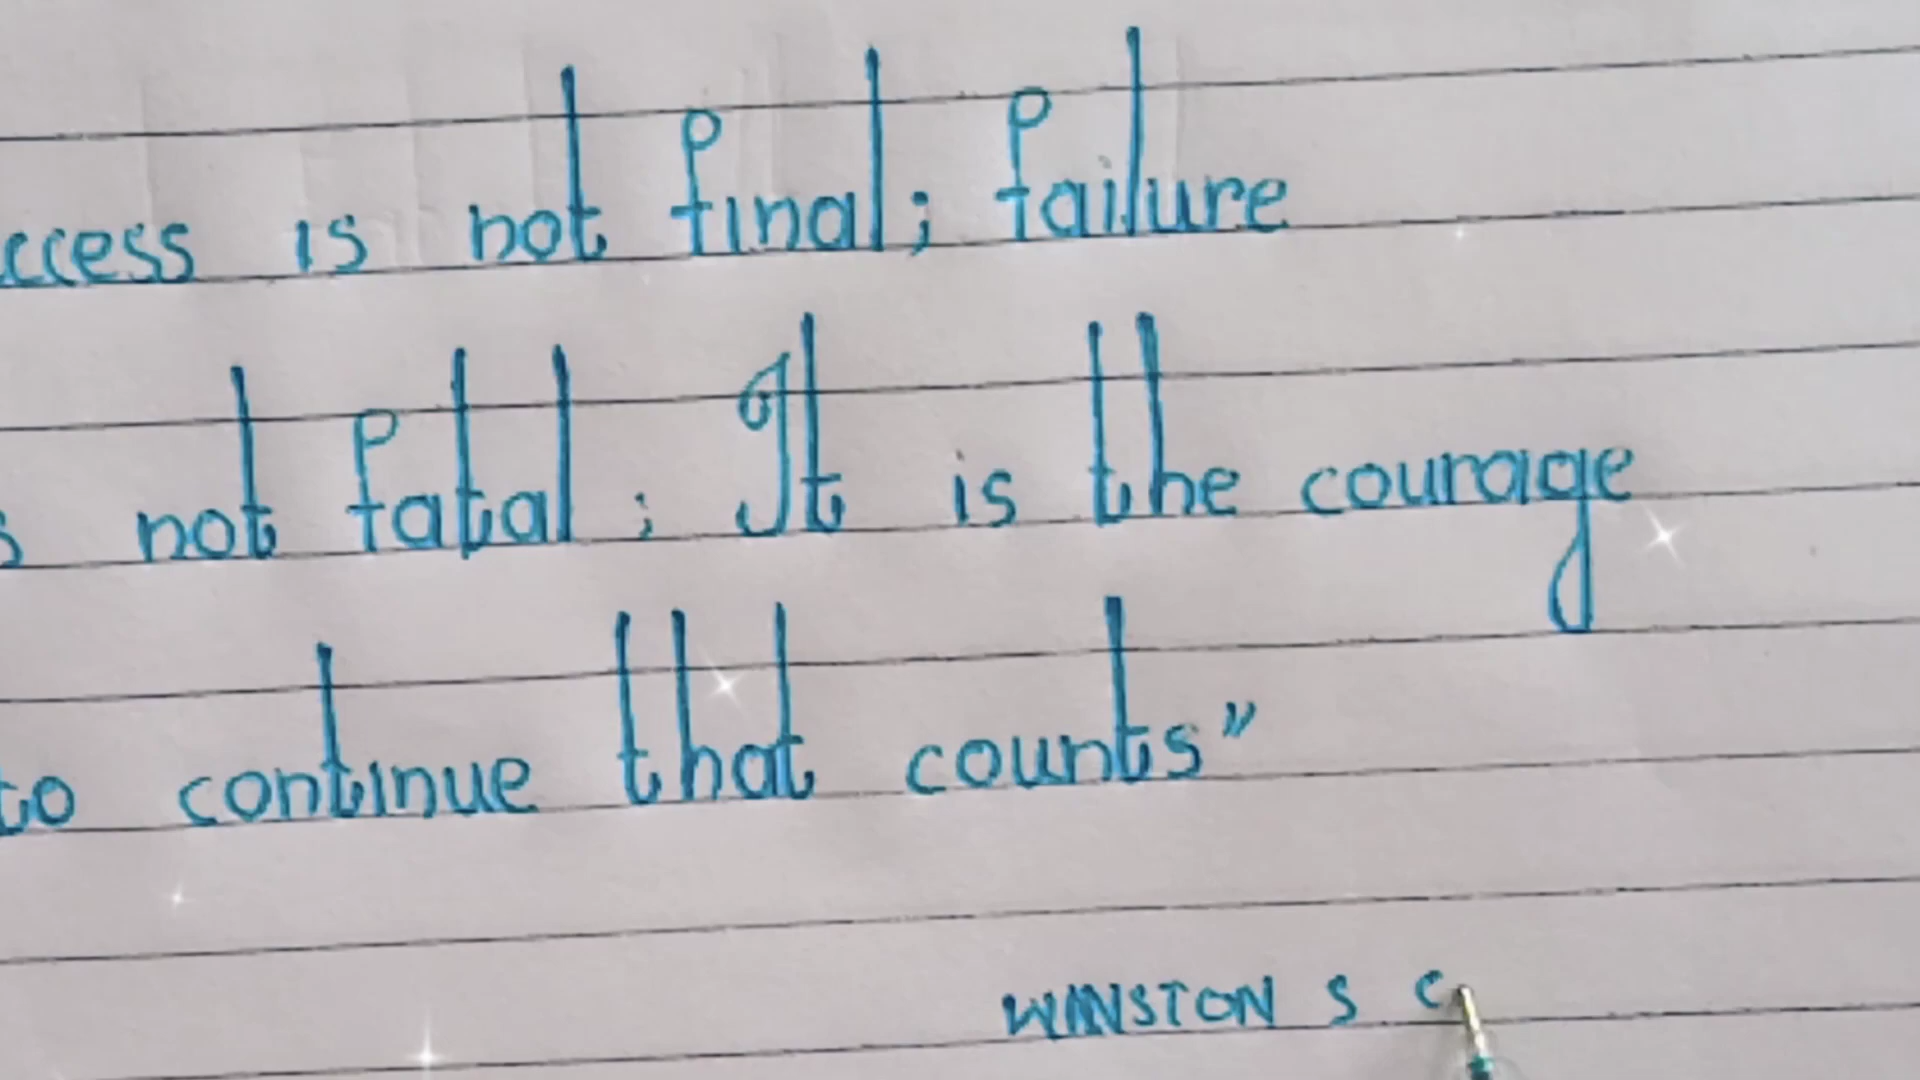 ccess is not final; failure
s not fatal; It is the courage
to continue that counts”
WINSTON S C